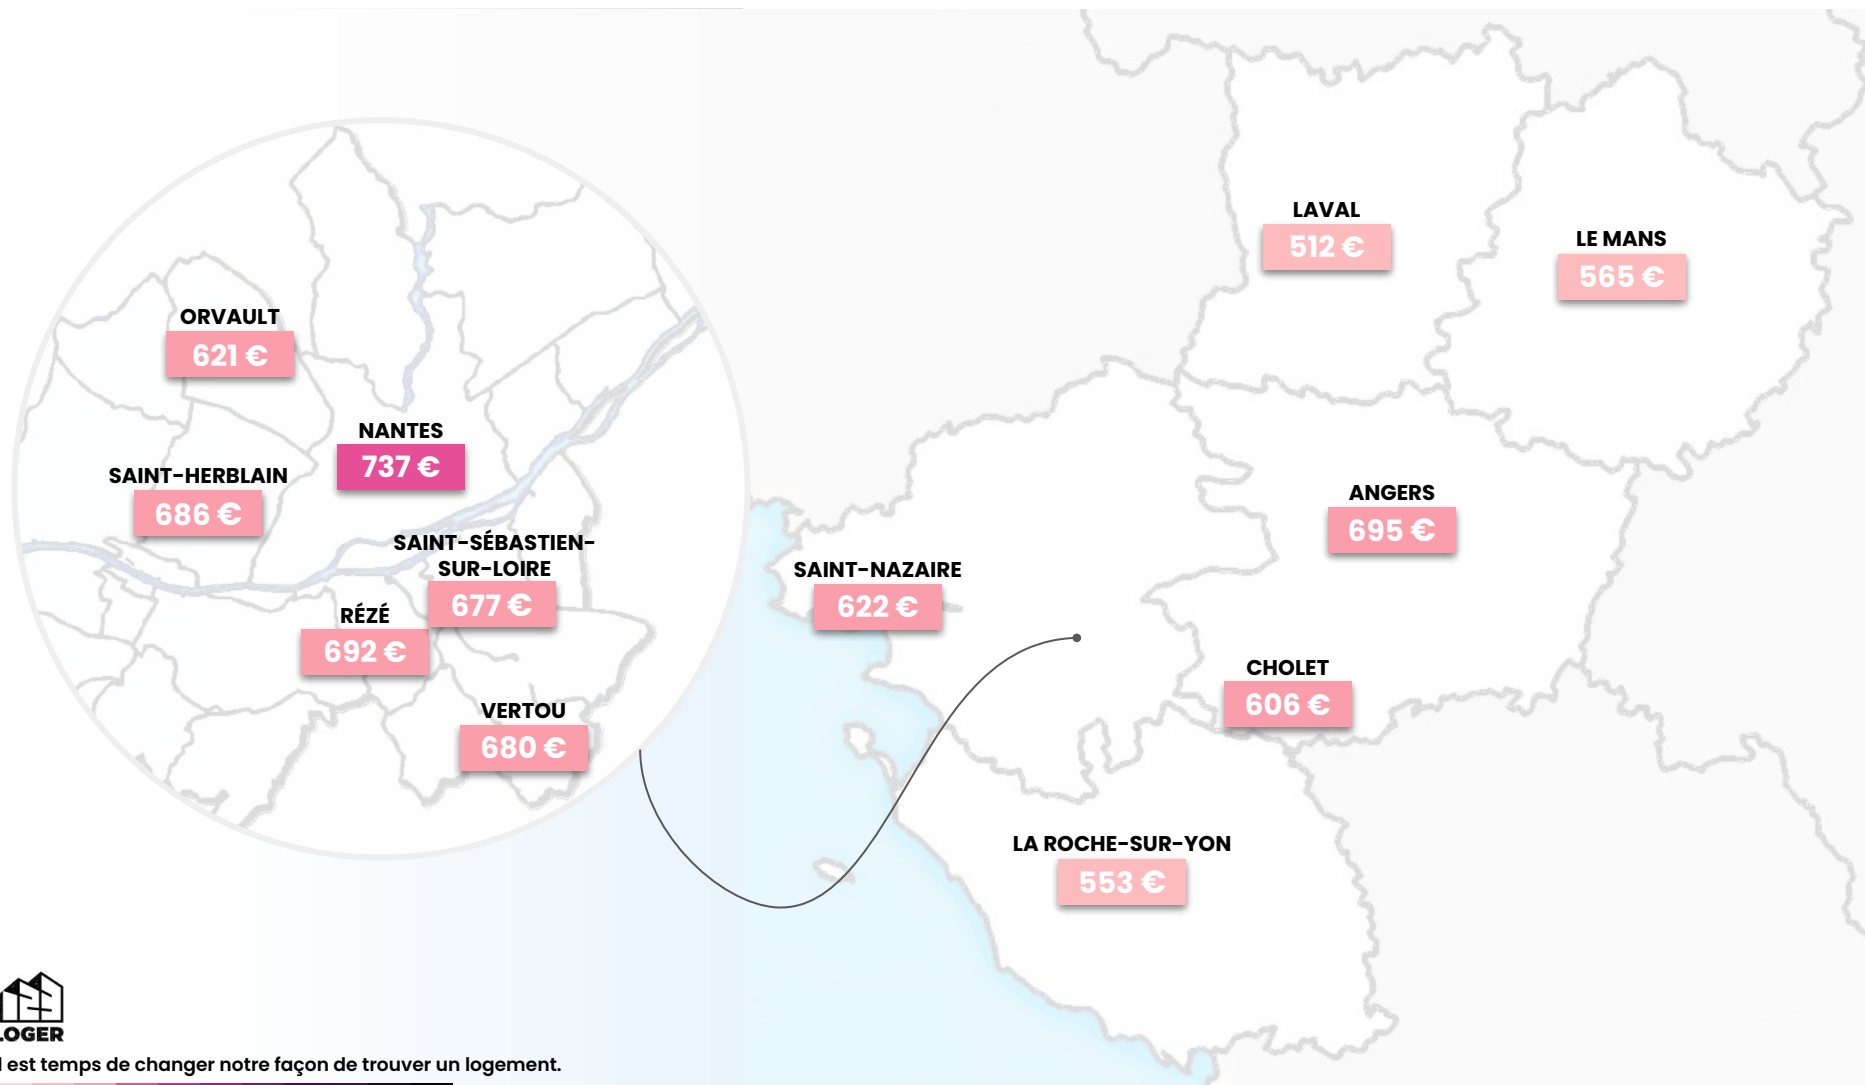 LAVAL
512 €
LE MANS
565 €
ORVAULT
621 €
NANTES
737 €
SAINT-HERBLAIN
686 €
SAINT-SÉBASTIEN-
SUR-LOIRE
677 €
RÉZÉ
692 €
VERTOU
680 €
ANGERS
695 €
SAINT-NAZAIRE
622 €
CHOLET
606 €
LA ROCHE-SUR-YON
553 €
LOGER
l est temps de changer notre façon de trouver un logement.